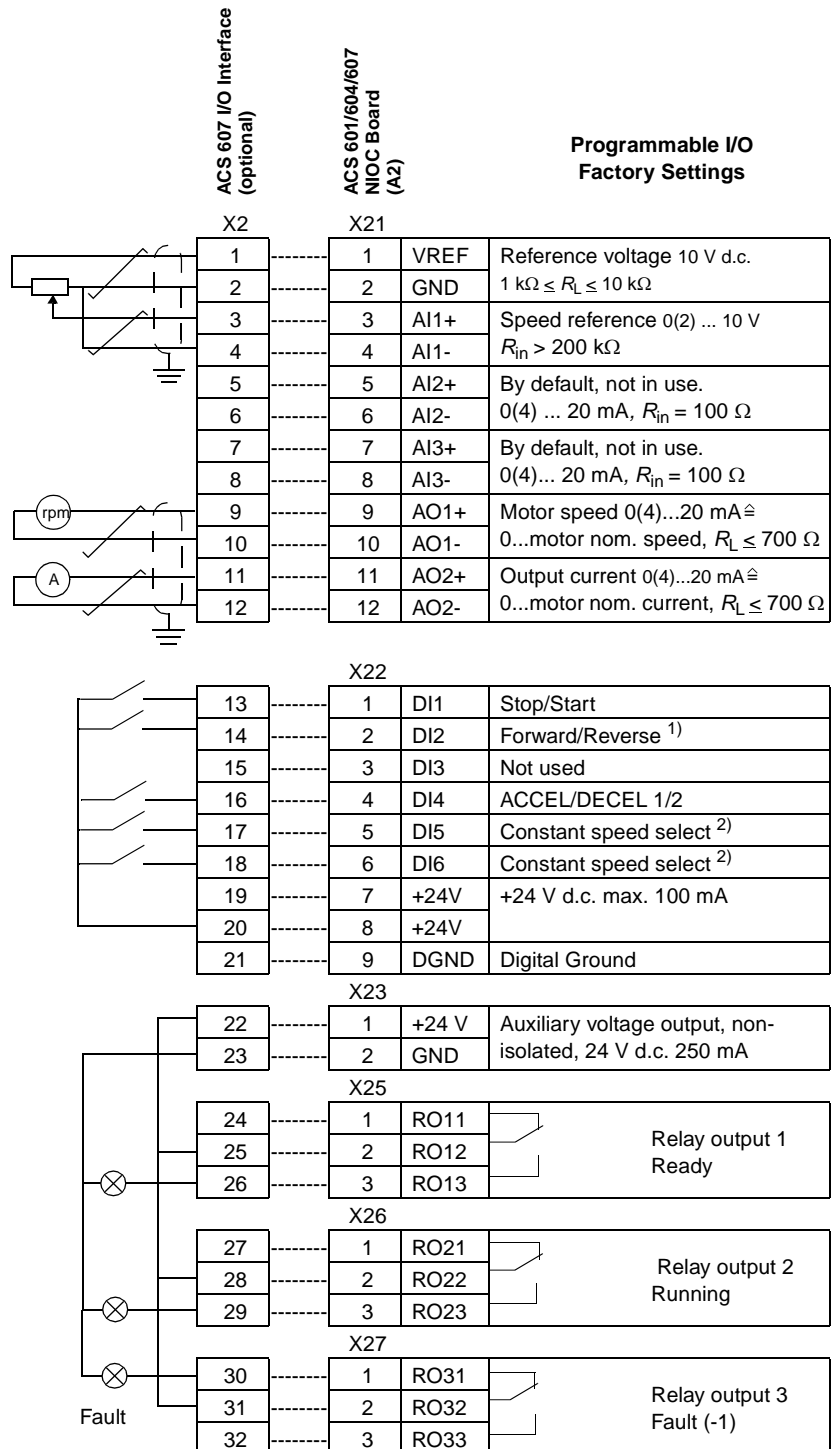 ACS 607 I/O Interface
(optional)
ACS 601/604/607
NIOC Board
(A2)
Programmable I/O
Factory Settings
X2 X21
1 1 VREF Reference voltage 10 V d.c.
2 2 GND 1 kΩ ≤ RL ≤ 10 kΩ
3 3 AI1+ Speed reference 0(2) ... 10 V
4 4 AI1- Rin > 200 kΩ
5 5 AI2+ By default, not in use.
6 6 AI2- 0(4) ... 20 mA, Rin = 100 Ω
7 7 AI3+ By default, not in use.
8 8 AI3- 0(4)... 20 mA, Rin = 100 Ω
rpm 9 9 AO1+ Motor speed 0(4)...20 mA ≙
10 10 AO1- 0...motor nom. speed, RL ≤ 700 Ω
A 11 11 AO2+ Output current 0(4)...20 mA ≙
12 12 AO2- 0...motor nom. current, RL ≤ 700 Ω
X22
13 1 DI1 Stop/Start
14 2 DI2 Forward/Reverse 1)
15 3 DI3 Not used
16 4 DI4 ACCEL/DECEL 1/2
17 5 DI5 Constant speed select 2)
18 6 DI6 Constant speed select 2)
19 7 +24V +24 V d.c. max. 100 mA
20 8 +24V
21 9 DGND Digital Ground
X23
22 1 +24 V Auxiliary voltage output, non-
23 2 GND isolated, 24 V d.c. 250 mA
X25
24 1 RO11
25 2 RO12 Relay output 1
26 3 RO13 Ready
X26
27 1 RO21
28 2 RO22 Relay output 2
29 3 RO23 Running
X27
30 1 RO31
31 2 RO32 Relay output 3
Fault 32 3 RO33 Fault (-1)